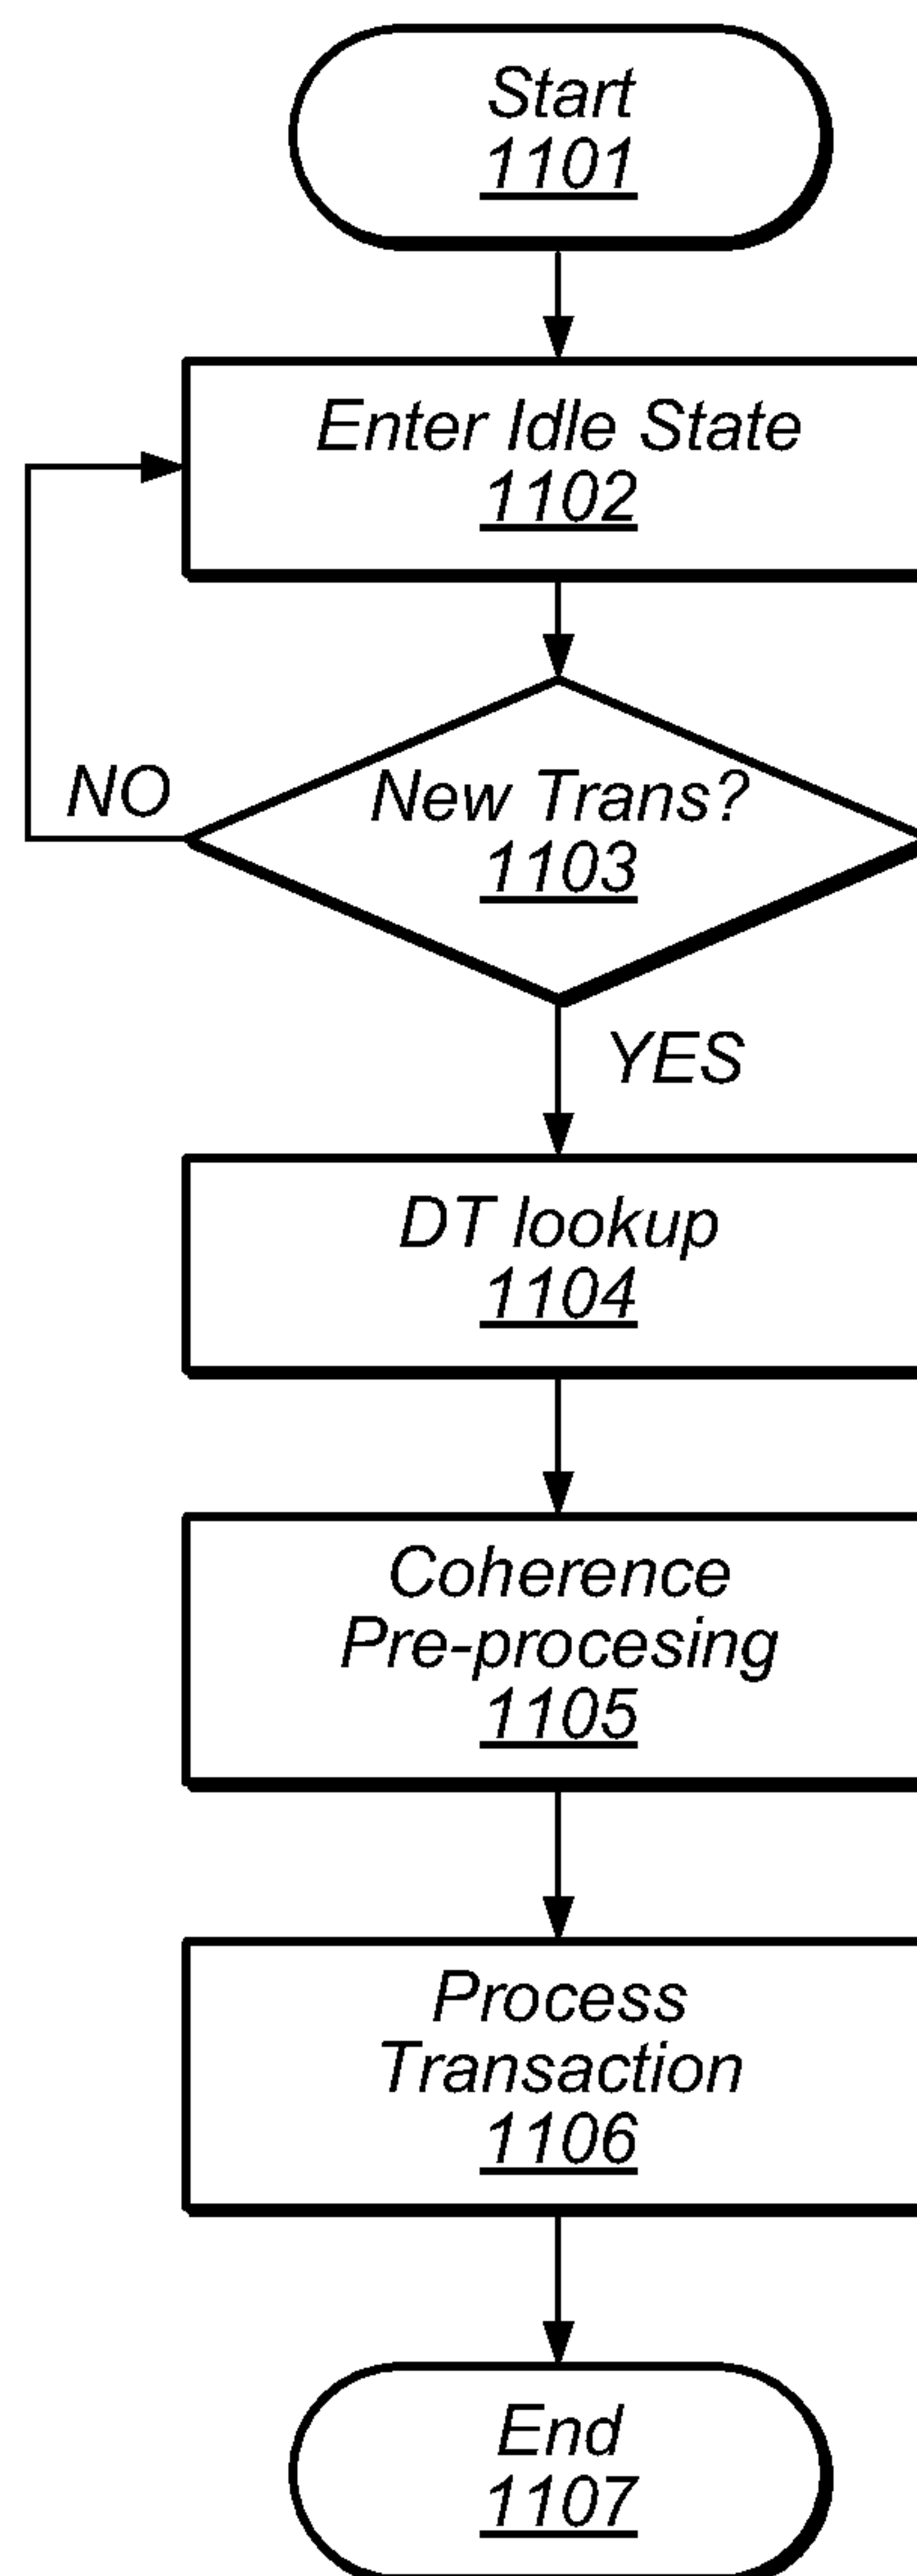 Start
1101
Enter Idle State
1102
NO
New Trans?
1103
YES
DT lookup
1104
Coherence
Pre-procesing
1105
Process
Transaction
1106
End
1107